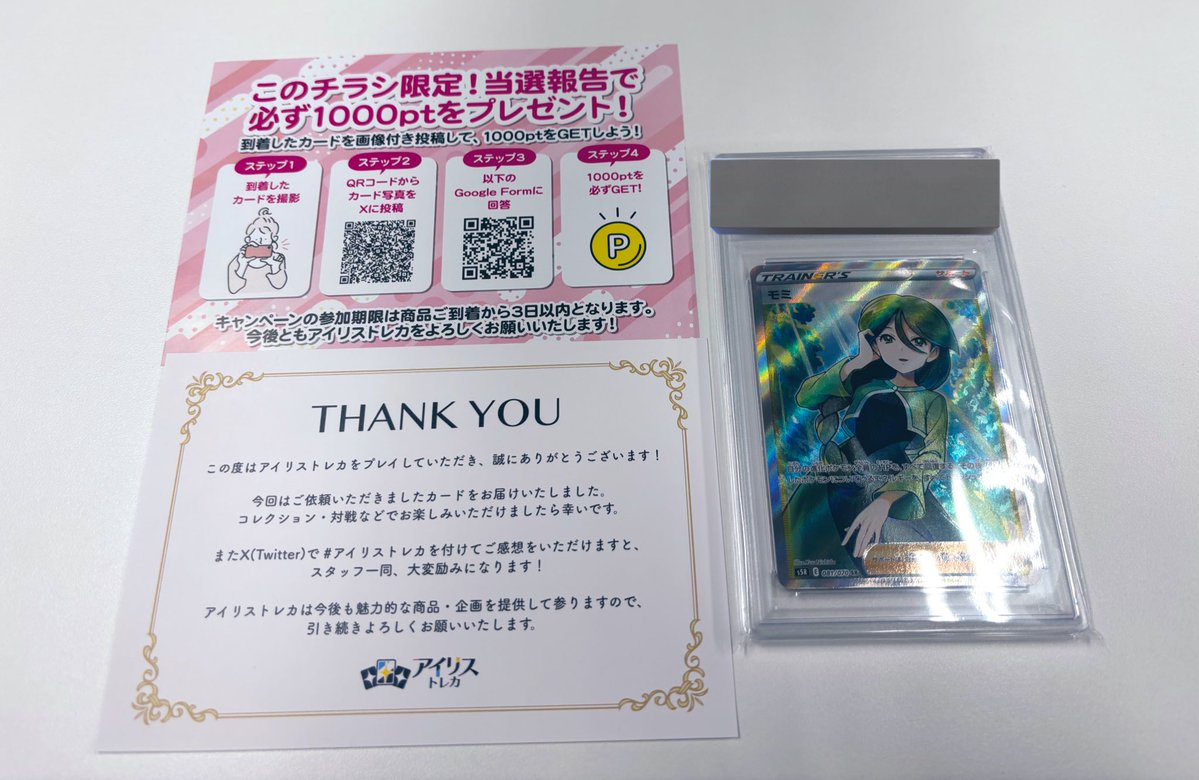 このチラシ限定！当選報告で
必ず1000ptをプレゼント！
到着したカードを画像付き投稿して、1000ptをGETしよう！
ステップ1
到着した
カードを撮影
ステップ2
QRコードから
カード写真を
Xに投稿
ステップ3
以下の
Google Formに
回答
ステップ4
1000ptを
必ずGET！
P
キャンペーンの参加期限は商品ご到着から3日以内となります。
今後ともアイリストレカをよろしくお願いいたします！
THANK YOU
この度はアイリストレカをプレイしていただき、誠にありがとうございます！
今回はご依頼いただきましたカードをお届けいたしました。
コレクション・対戦などでお楽しみいただけましたら幸いです。
またX(Twitter)で #アイリストレカを付けてご感想をいただけますと、
スタッフ一同、大変励みになります！
アイリストレカは今後も魅力的な商品・企画を提供して参りますので、
引き続きよろしくお願いいたします。
アイリス
トレカ
TRAINER'S
モミ
s5R 081/070 SR